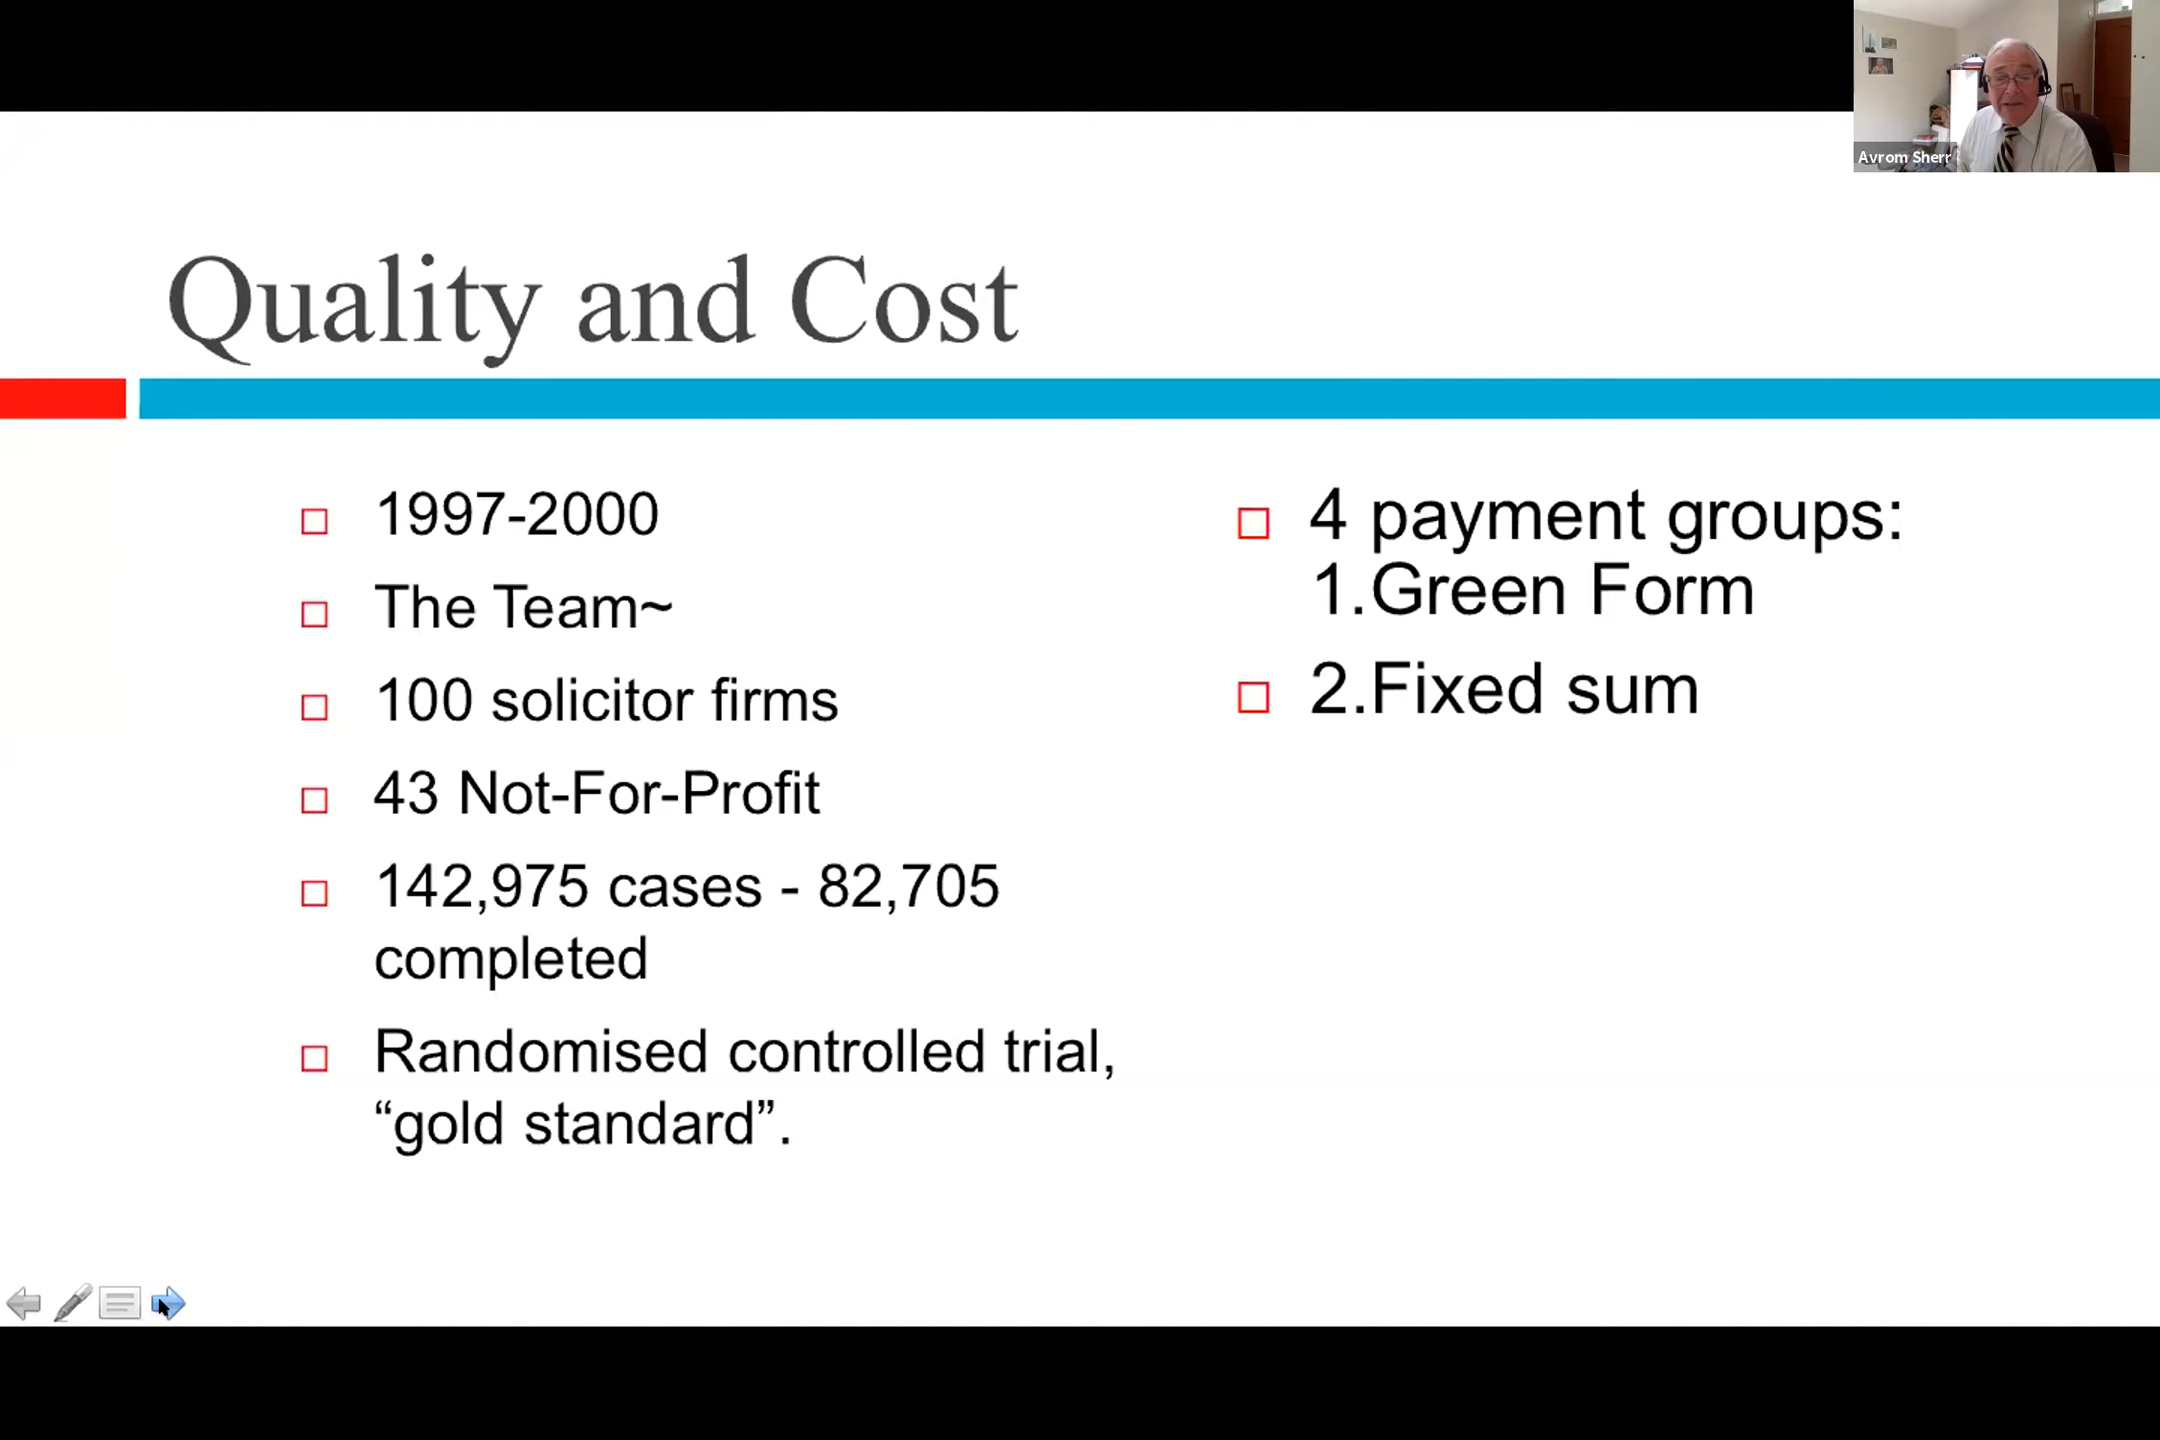 Avrom Sherr
Quality and Cost
1997-2000
The Team~
100 solicitor firms
43 Not-For-Profit
142,975 cases - 82,705
completed
Randomised controlled trial,
“gold standard”.
4 payment groups:
1.Green Form
2.Fixed sum